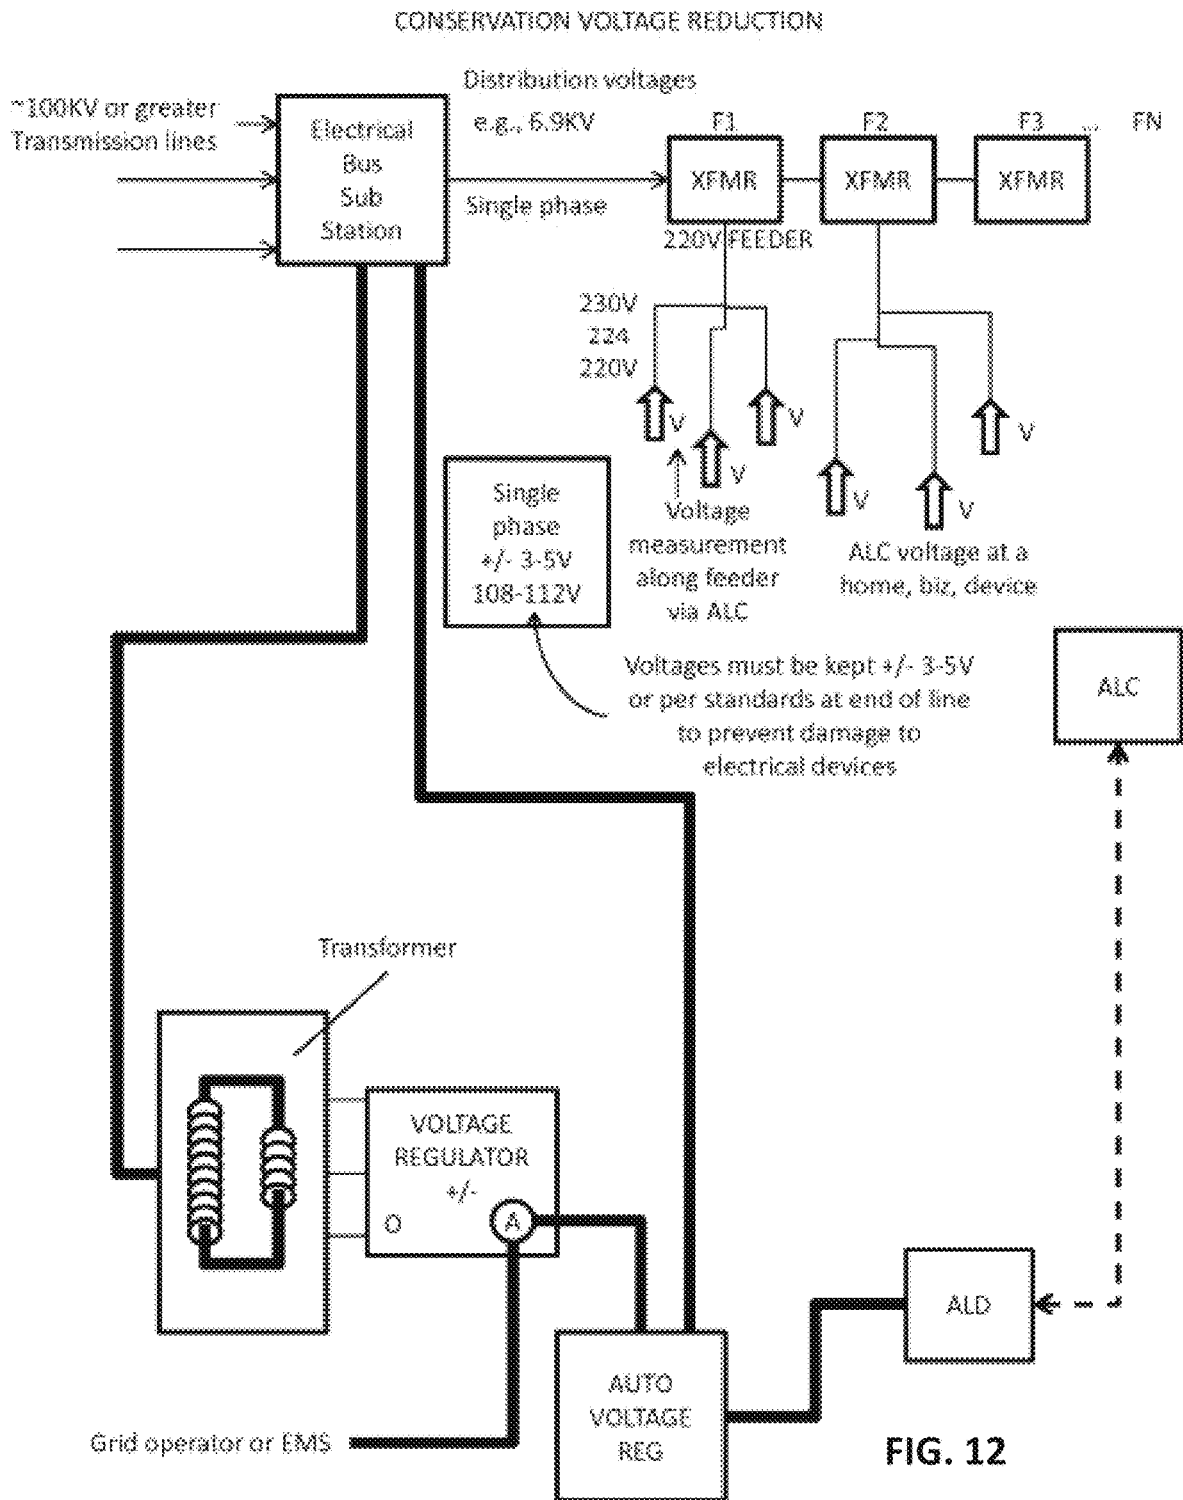 CONSERVATION VOLTAGE REDUCTION
~100KV or greater
Transmission lines
Electrical
Bus
Sub
Station
Distribution voltages
e.g., 6.9KV
Single phase
F1
F2
F3
...
FN
XFMR
XFMR
XFMR
220V FEEDER
230V
224
220V
V
V
V
V
V
V
Voltage
measurement
along feeder
via ALC
ALC voltage at a
home, biz, device
Single
phase
+/- 3-5V
108-112V
Voltages must be kept +/- 3-5V
or per standards at end of line
to prevent damage to
electrical devices
ALC
Transformer
VOLTAGE
REGULATOR
+/-
O
A
ALD
AUTO
VOLTAGE
REG
Grid operator or EMS
FIG. 12